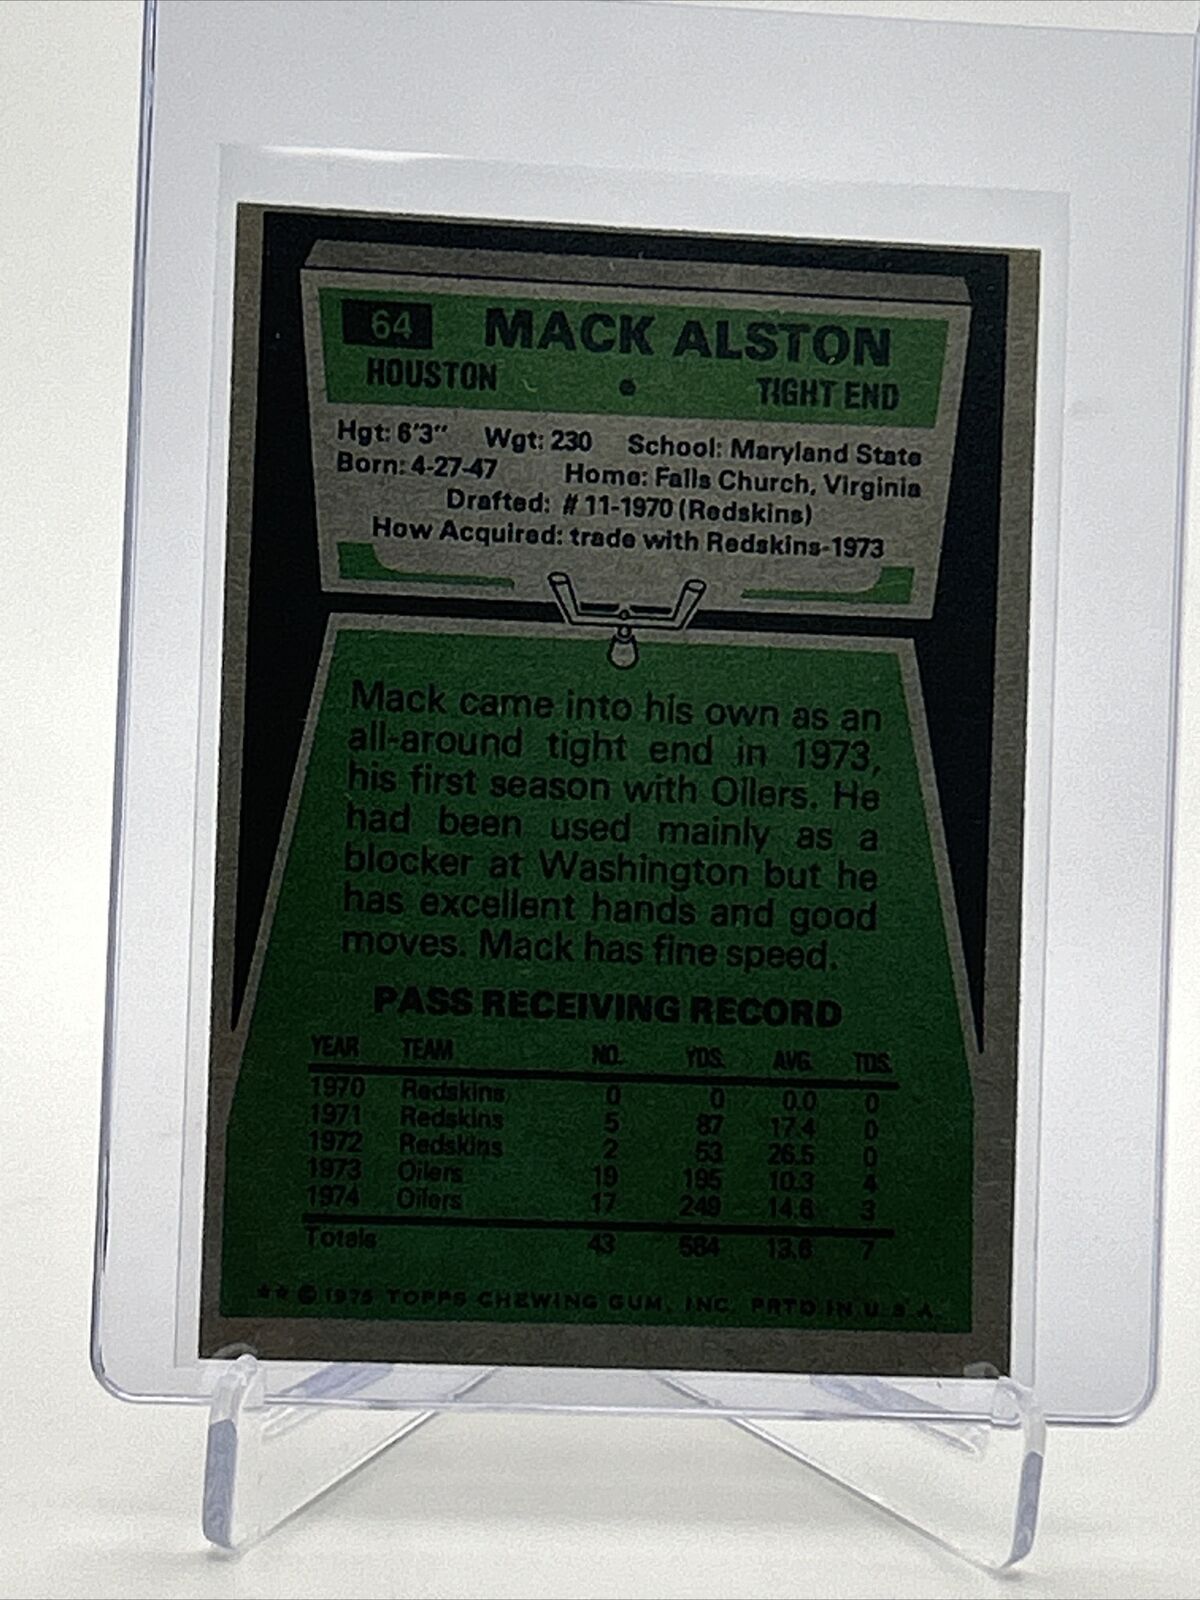 64 MACK ALSTON
HOUSTON • TIGHT END
Hgt: 6'3" Wgt: 230 School: Maryland State
Born: 4-27-47 Home: Falls Church, Virginia
Drafted: #11-1970 (Redskins)
How Acquired: trade with Redskins-1973
Mack came into his own as an
all-around tight end in 1973,
his first season with Oilers. He
had been used mainly as a
blocker at Washington but he
has excellent hands and good
moves. Mack has fine speed.
PASS RECEIVING RECORD
YEAR TEAM NO. YDS. AVG. TDS.
1970 Redskins 0 0 0.0 0
1971 Redskins 5 87 17.4 0
1972 Redskins 2 53 26.5 0
1973 Oilers 19 195 10.3 4
1974 Oilers 17 249 14.6 3
Totals 43 584 13.6 7
** © 1975 TOPPS CHEWING GUM, INC. PRTD IN U.S.A.